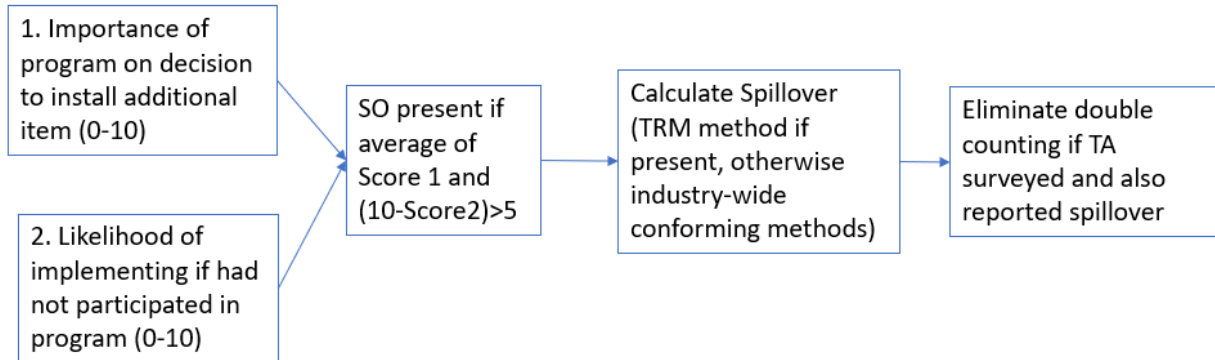 1. Importance of
program on decision
to install additional
item (0-10)
2. Likelihood of
implementing if had
not participated in
program (0-10)
SO present if
average of
Score 1 and
(10-Score2)>5
Calculate Spillover
(TRM method if
present, otherwise
industry-wide
conforming methods)
Eliminate double
counting if TA
surveyed and also
reported spillover